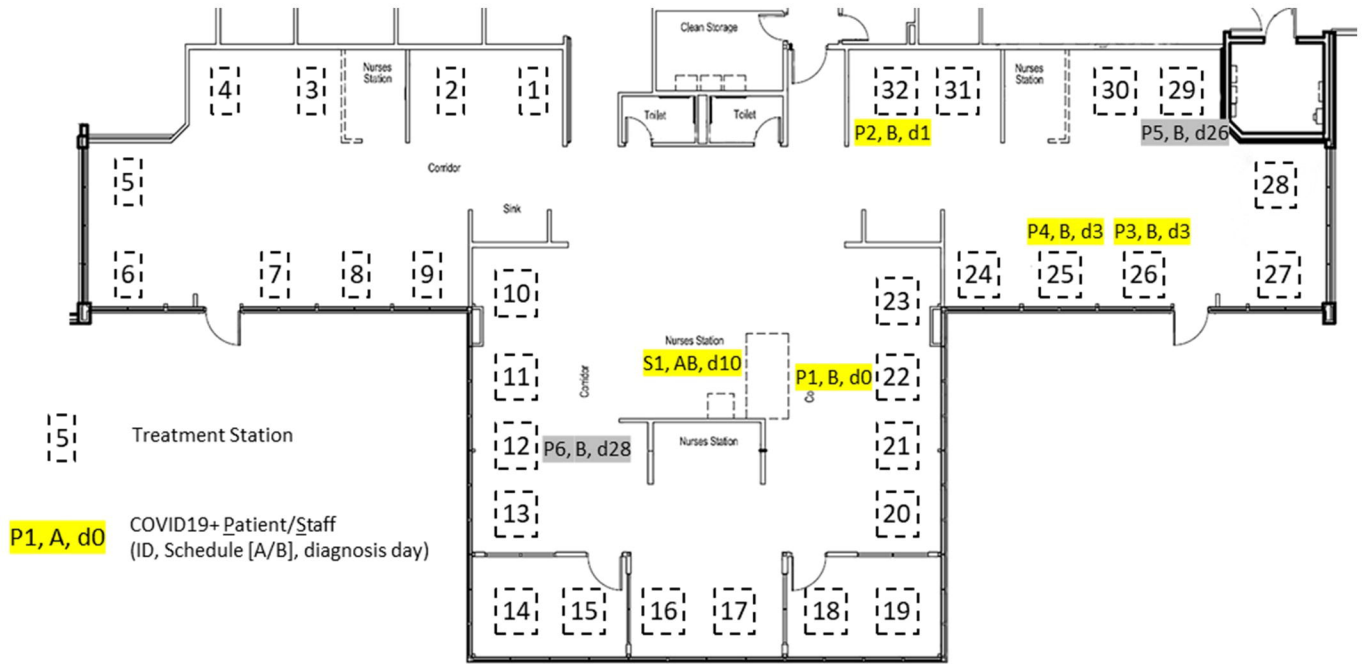 Clean Storage
4
3
Nurses
Station
2
1
Toilet
Toilet
32
31
Nurses
Station
30
29
P2, B, d1
P5, B, d26
5
Corridor
28
Sink
P4, B, d3
P3, B, d3
6
7
8
9
10
23
24
25
26
27
Nurses Station
S1, AB, d10
P1, B, d0
11
Corridor
22
Co
5
Treatment Station
12
P6, B, d28
Nurses Station
21
13
20
P1, A, d0
COVID19+ Patient/Staff
(ID, Schedule [A/B], diagnosis day)
14
15
16
17
18
19